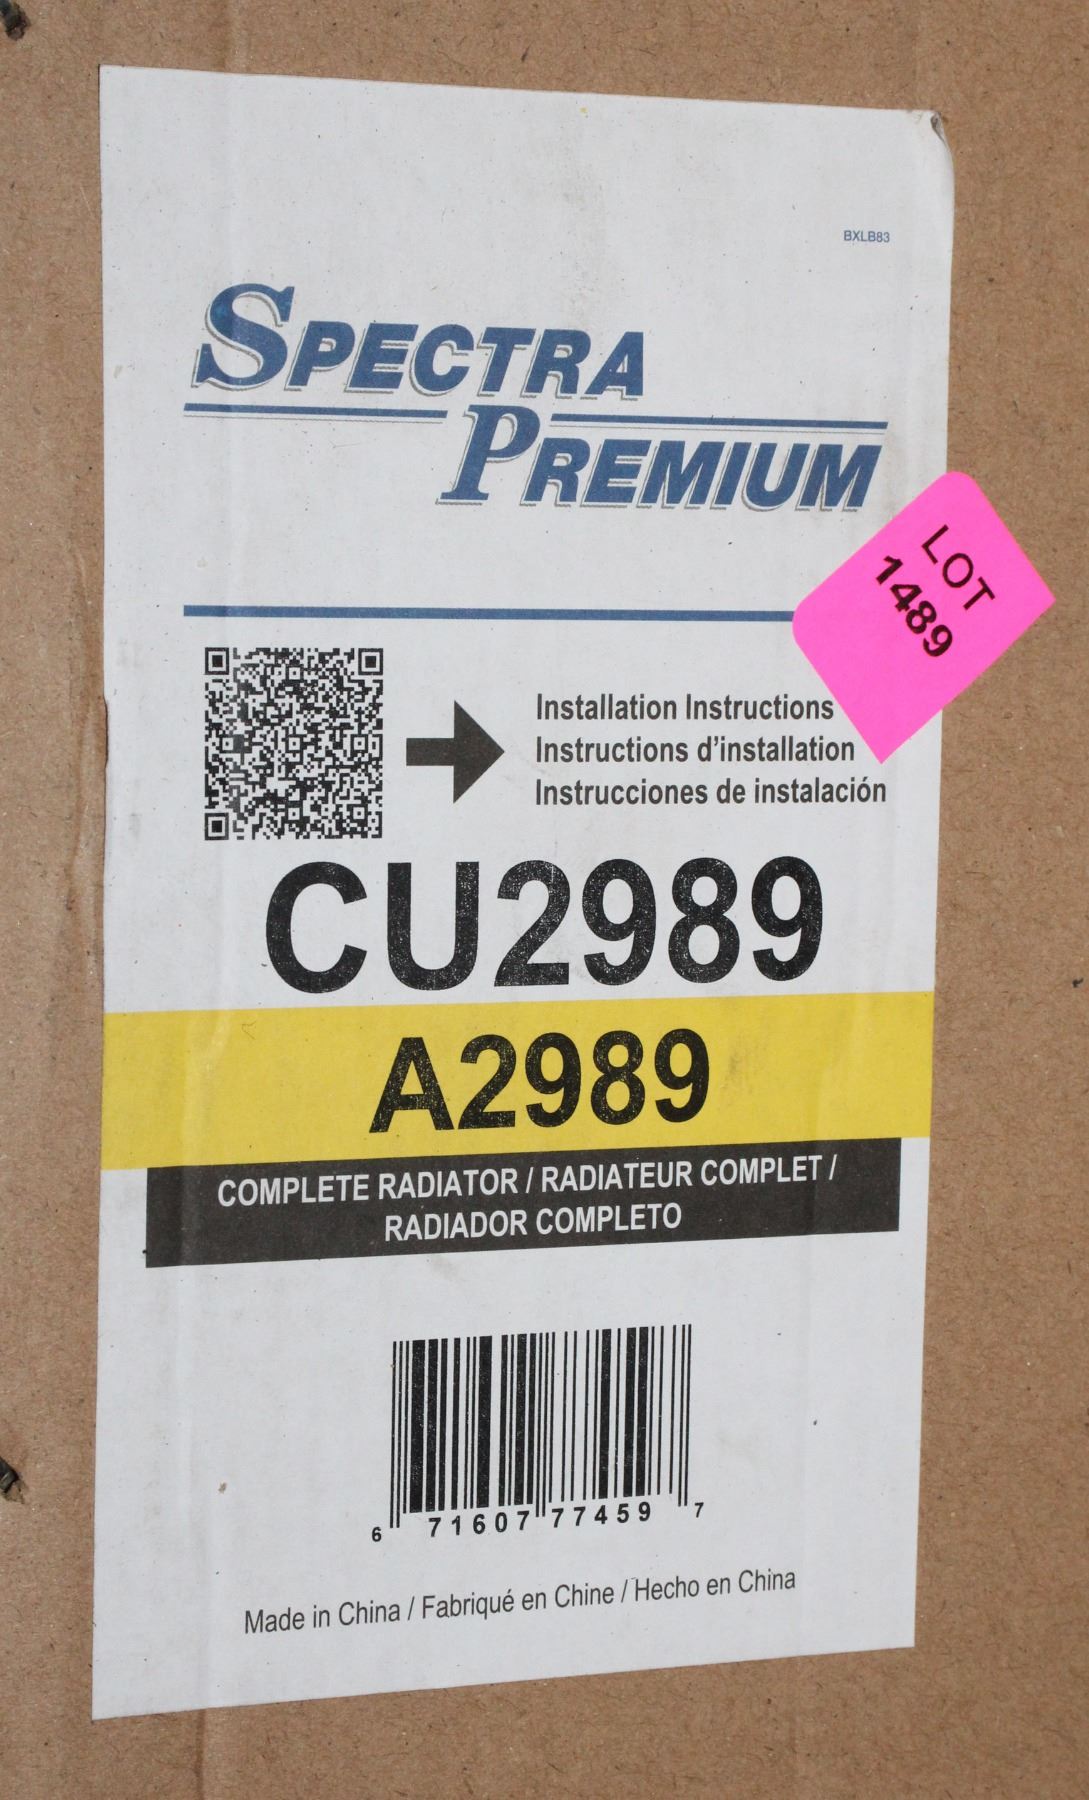 BXLB83
SPECTRA
PREMIUM
LOT
1489
Installation Instructions
Instructions d'installation
Instrucciones de instalación
CU2989
A2989
COMPLETE RADIATOR / RADIATEUR COMPLET /
RADIADOR COMPLETO
6 71607 77459 7
Made in China / Fabriqué en Chine / Hecho en China